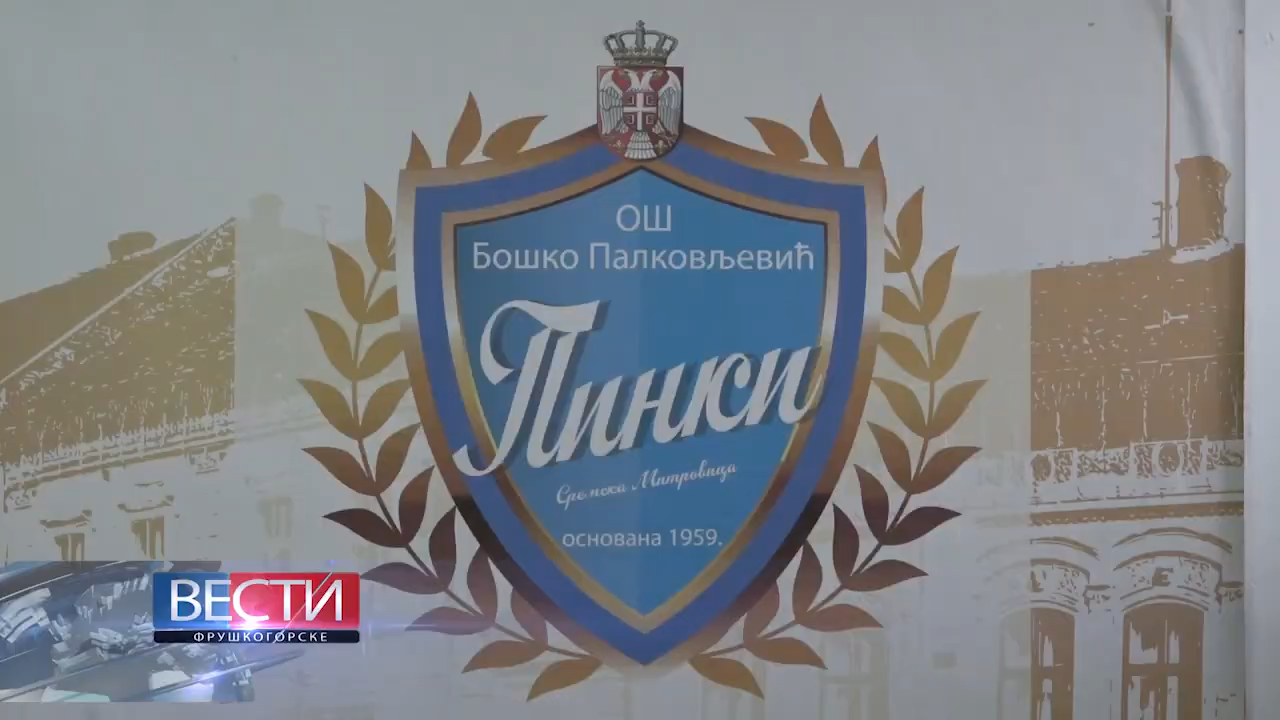 ОШ
Бошко Палковљевић
Пинки
Сремска Митровица
основана 1959.
ВЕСТИ
ФРУШКОГОРСКЕ